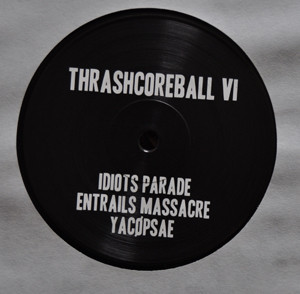 THRASHCOREBALL VI
IDIOTS PARADE
ENTRAILS MASSACRE
YACØPSAE